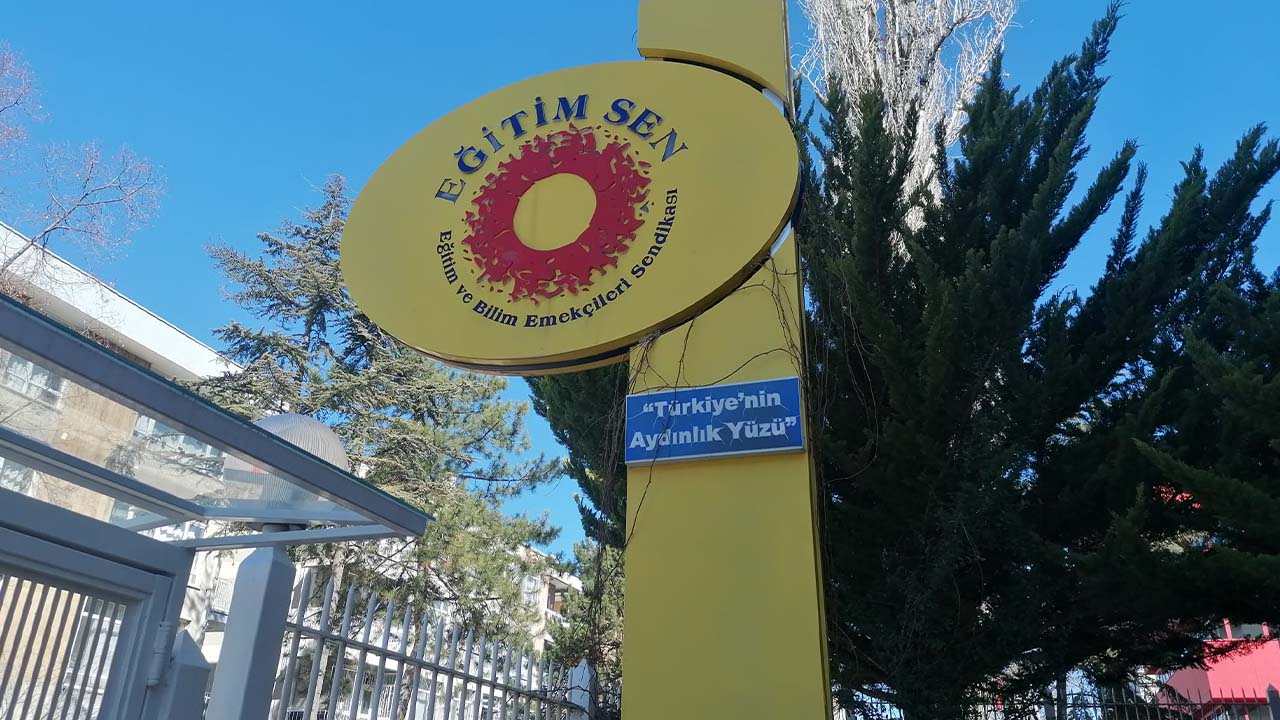 EĞİTİM SEN
Eğitim ve Bilim Emekçileri Sendikası
“Türkiye’nin
Aydınlık Yüzü”